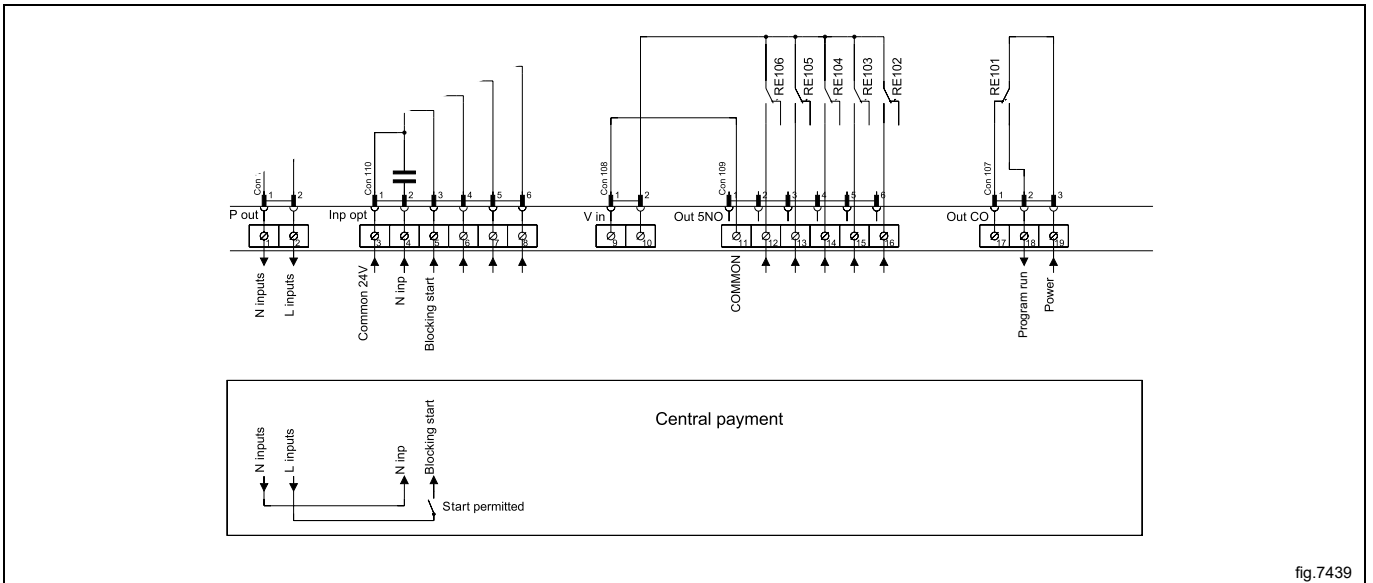 RE106
RE105
RE104
RE103
RE102
RE101
Con 110
Con 108
Con 109
Con 107
1 2
1 2 3 4 5 6
1 2
1 2 3 4 5 6
1 2 3
P out
Inp opt
V in
Out 5NO
Out CO
1 2
3 4 5 6 7 8
9 10
11 12 13 14 15 16
17 18 19
N inputs
L inputs
Common 24V
N inp
Blocking start
COMMON
Program run
Power
Central payment
N inputs
L inputs
N inp
Blocking start
Start permitted
fig.7439